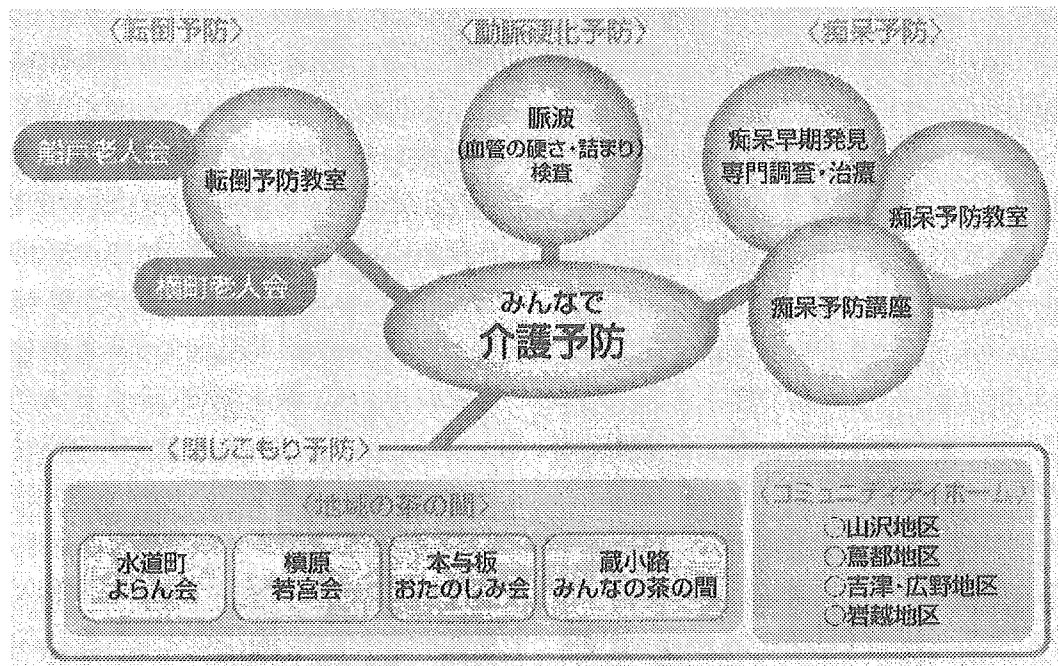 〈転倒予防〉
〈動脈硬化予防〉
〈痴呆予防〉
船戸老人会
転倒予防教室
脈波
(血管の硬さ・詰まり)
検査
痴呆早期発見
専門調査・治療
痴呆予防教室
痴呆予防講座
老人会
みんなで
介護予防
〈閉じこもり予防〉
〈地域の茶の間〉
水道町
よらん会
槙原
若宮会
本与板
おたのしみ会
蔵小路
みんなの茶の間
〈コミュニティデイホーム〉
○山沢地区
○蔦都地区
○吉津・広野地区
○岩越地区